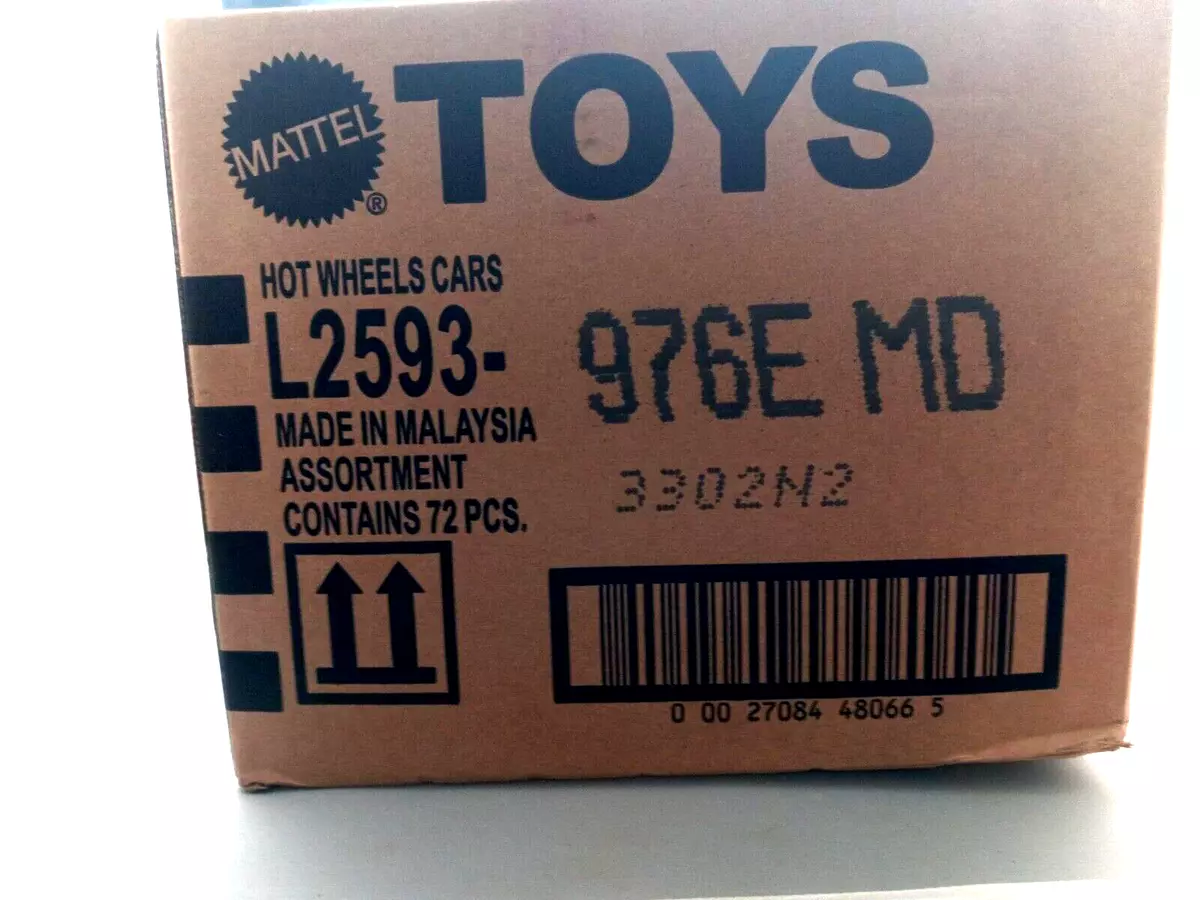 MATTEL ® TOYS
HOT WHEELS CARS
L2593-
976E MD
MADE IN MALAYSIA
ASSORTMENT
CONTAINS 72 PCS.
3302N2
0 00 27084 48066 5